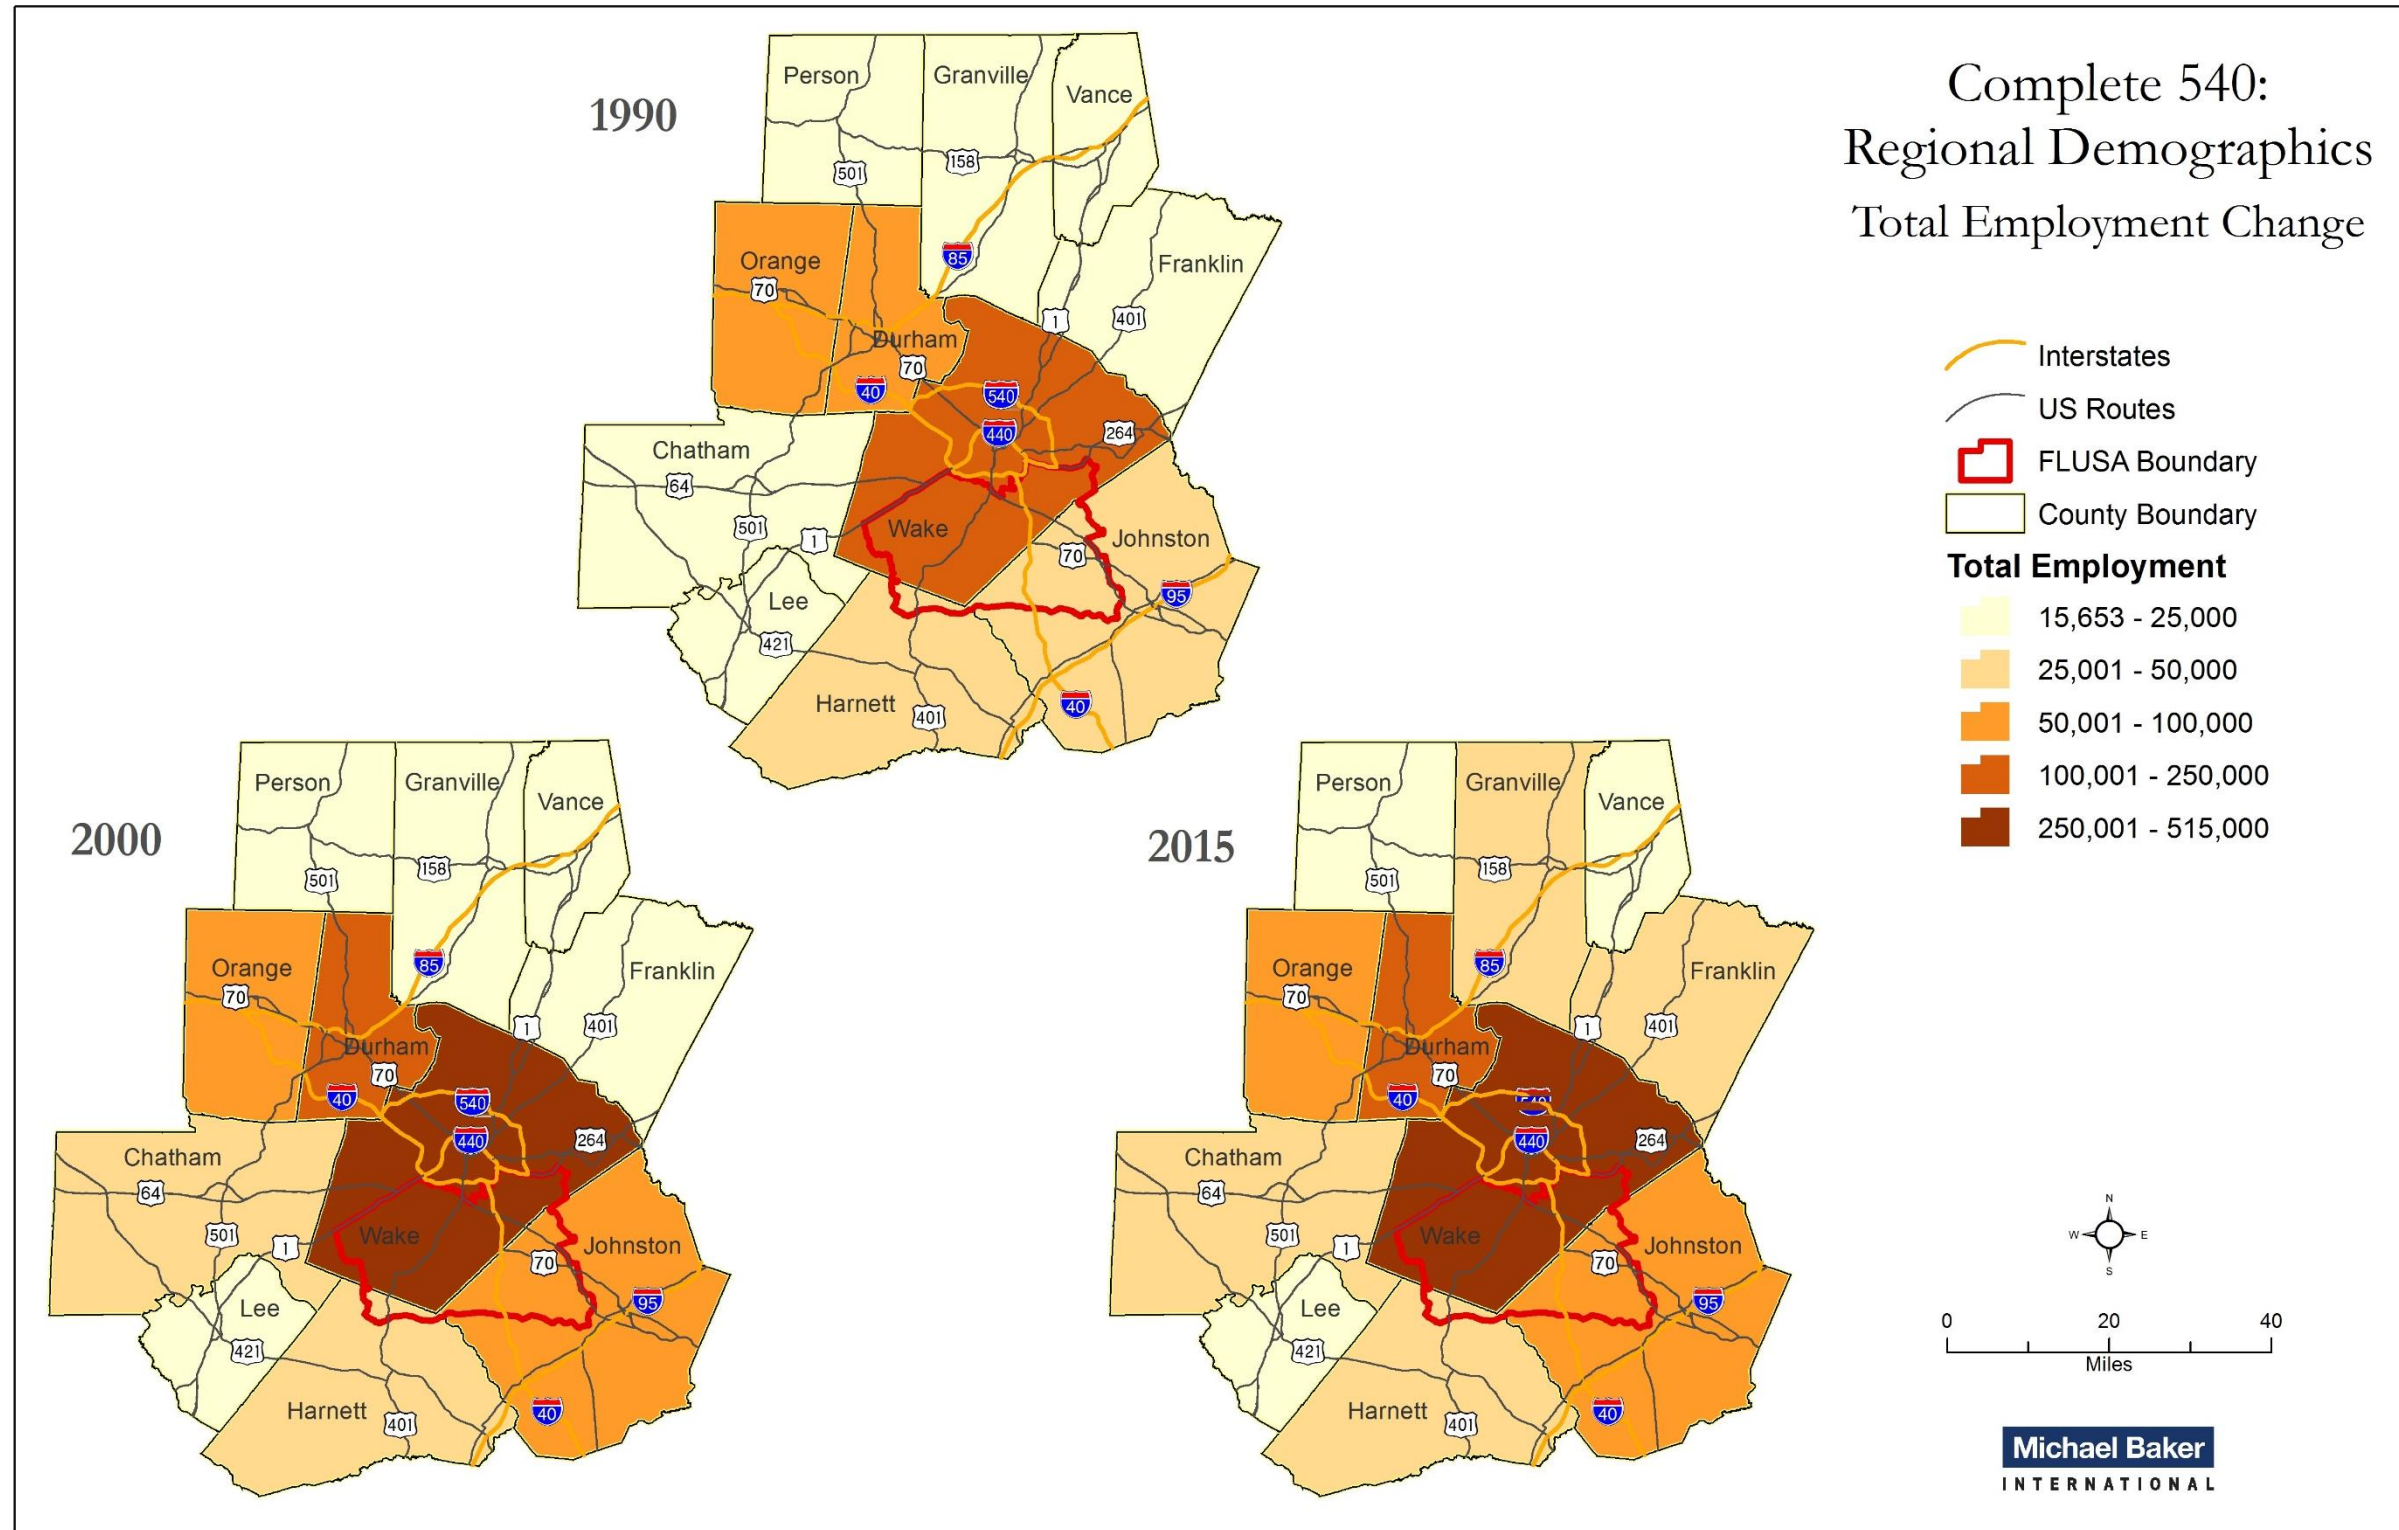 Complete 540:
Regional Demographics
Total Employment Change
Interstates
US Routes
FLUSA Boundary
County Boundary
Total Employment
15,653 - 25,000
25,001 - 50,000
50,001 - 100,000
100,001 - 250,000
250,001 - 515,000
1990
Person
Granville
Vance
158
501
85
Orange
70
Franklin
Durham
70
1
401
40
540
440
264
Chatham
64
501
1
Wake
70
Johnston
95
Lee
421
Harnett
401
40
2000
Person
Granville
Vance
158
501
85
Orange
70
Franklin
Durham
70
1
401
40
540
440
264
Chatham
64
501
1
Wake
70
Johnston
95
Lee
421
Harnett
401
40
2015
Person
Granville
Vance
158
501
85
Orange
70
Franklin
Durham
70
1
401
40
540
440
264
Chatham
64
501
1
Wake
70
Johnston
95
Lee
421
Harnett
401
40
N
W E
S
0 20 40
Miles
Michael Baker
INTERNATIONAL